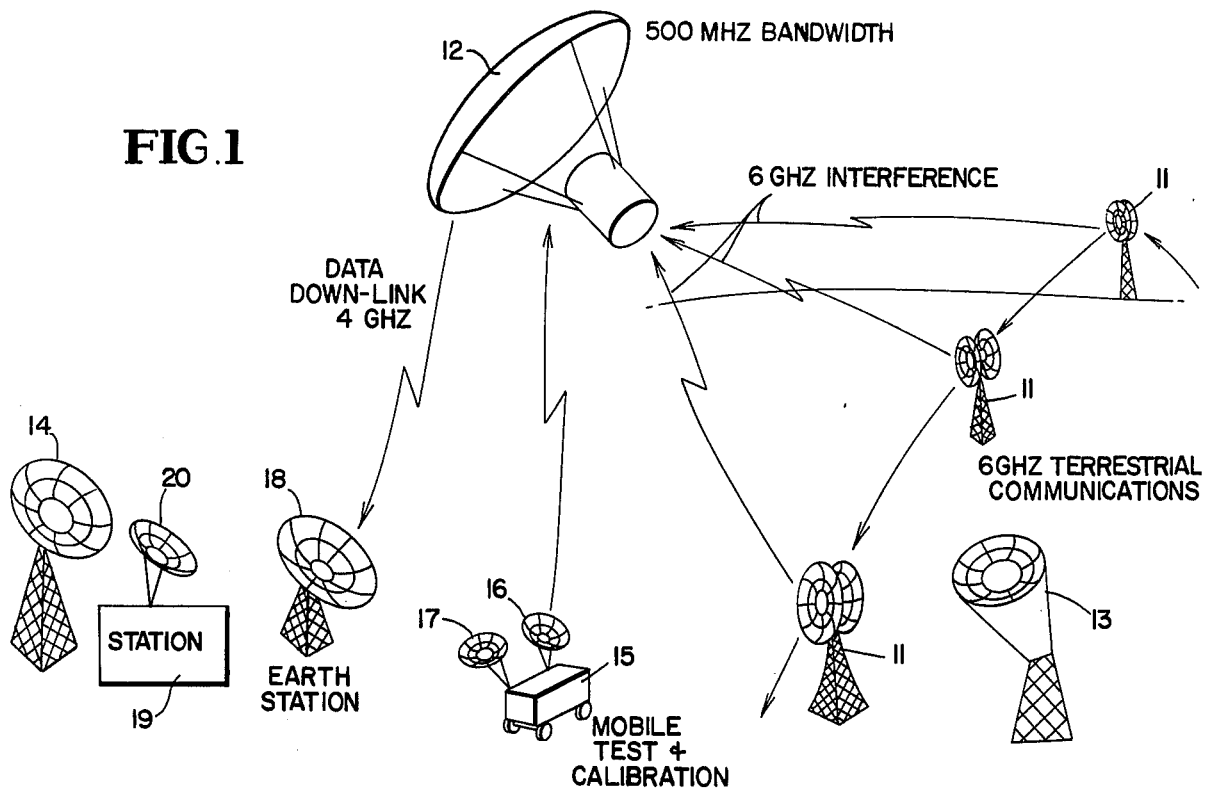 500 MHZ BANDWIDTH
12
FIG.1
6 GHZ INTERFERENCE
11
DATA
DOWN-LINK
4 GHZ
11
14
20
18
6GHZ TERRESTRIAL
COMMUNICATIONS
16
17
13
STATION
15
11
EARTH
STATION
19
MOBILE
TEST &
CALIBRATION